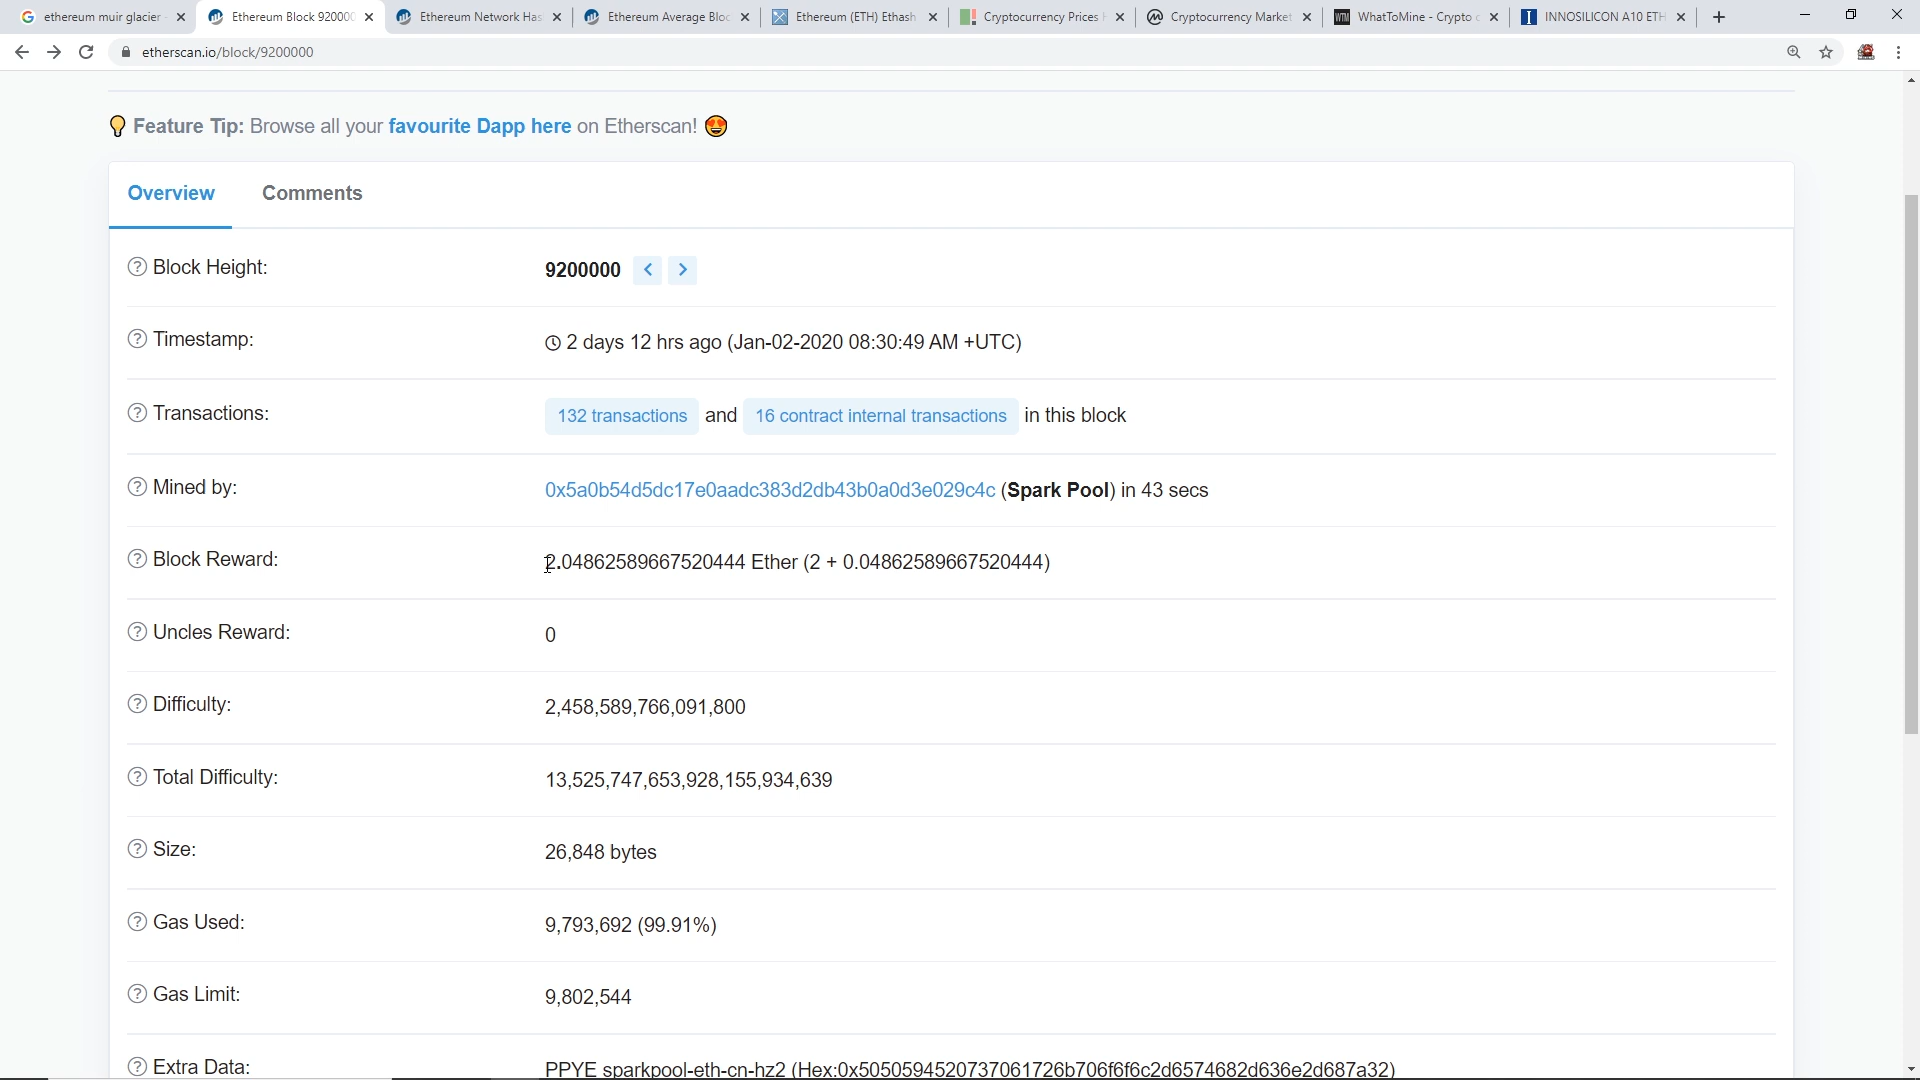 ethereum muir glacier
Ethereum Block 920000
Ethereum Network Has
Ethereum Average Bloc
Ethereum (ETH) Ethash
Cryptocurrency Prices
Cryptocurrency Market
WTM WhatToMine - Crypto
INNOSILICON A10 ETH
etherscan.io/block/9200000
Feature Tip: Browse all your favourite Dapp here on Etherscan!
Overview Comments
Block Height: 9200000
Timestamp: 2 days 12 hrs ago (Jan-02-2020 08:30:49 AM +UTC)
Transactions: 132 transactions and 16 contract internal transactions in this block
Mined by: 0x5a0b54d5dc17e0aadc383d2db43b0a0d3e029c4c (Spark Pool) in 43 secs
Block Reward: 2.04862589667520444 Ether (2 + 0.04862589667520444)
Uncles Reward: 0
Difficulty: 2,458,589,766,091,800
Total Difficulty: 13,525,747,653,928,155,934,639
Size: 26,848 bytes
Gas Used: 9,793,692 (99.91%)
Gas Limit: 9,802,544
Extra Data: PPYE sparkpool-eth-cn-hz2 (Hex:0x5050594520737061726b706f6f6c2d6574682d636e2d687a32)